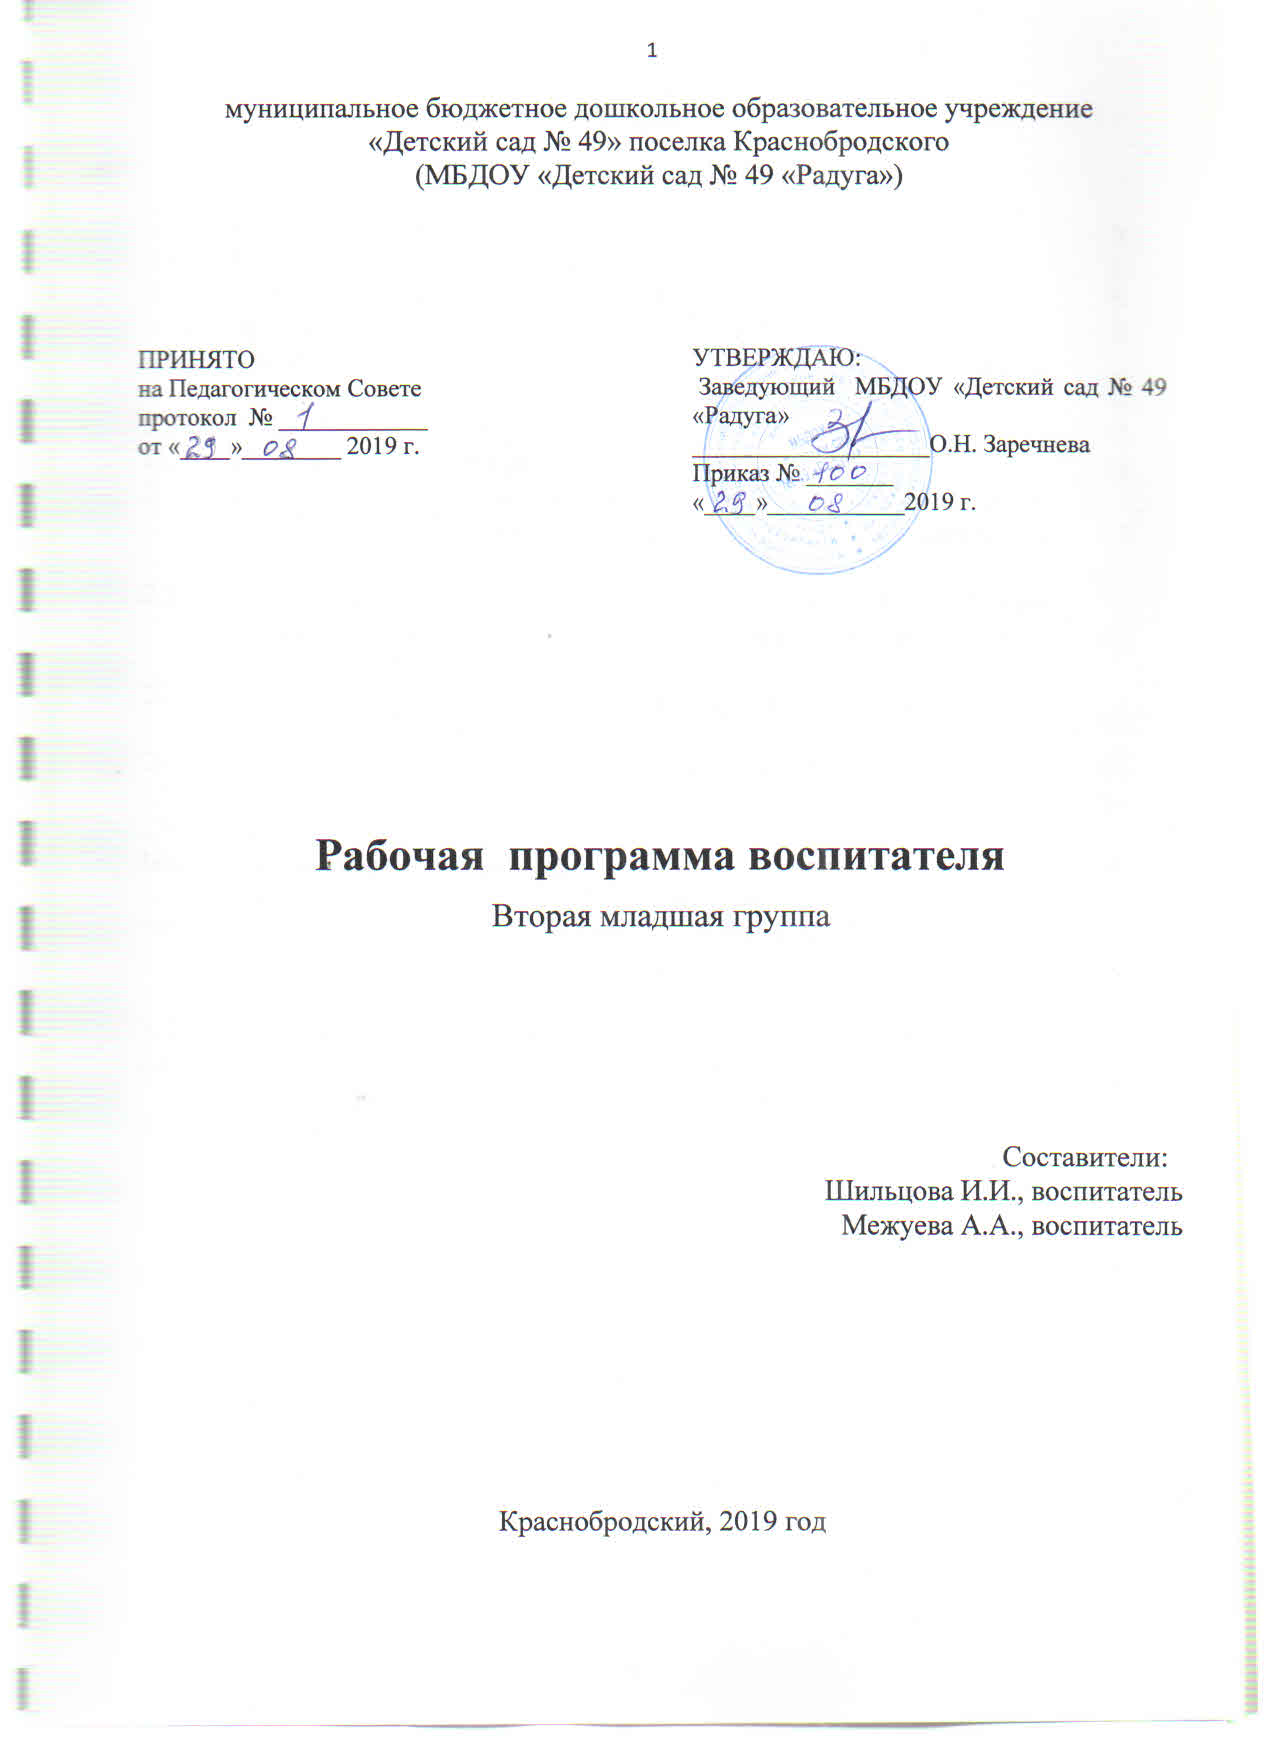 1
муниципальное бюджетное дошкольное образовательное учреждение
«Детский сад № 49» поселка Краснобродского
(МБДОУ «Детский сад № 49 «Радуга»)
ПРИНЯТО
на Педагогическом Совете
протокол № 1
от «29» 08 2019 г.
УТВЕРЖДАЮ:
Заведующий МБДОУ «Детский сад № 49
«Радуга»
О.Н. Заречнева
Приказ № 100
«29» 08 2019 г.
Рабочая программа воспитателя
Вторая младшая группа
Составители:
Шильцова И.И., воспитатель
Межуева А.А., воспитатель
Краснобродский, 2019 год